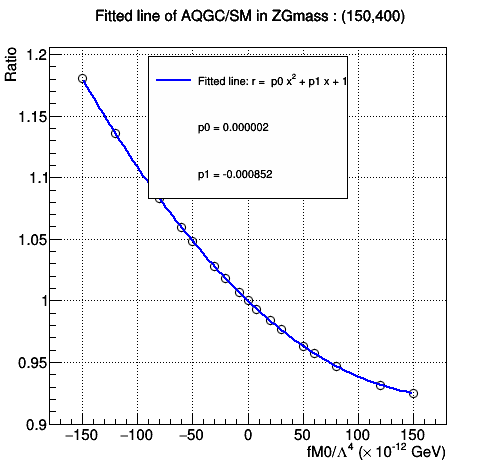 Fitted line of AQGC/SM in ZGmass : (150,400)
Ratio
1.2
1.15
1.1
1.05
1
0.95
0.9
Fitted line: r = p0 x² + p1 x + 1
p0 = 0.000002
p1 = -0.000852
−150 −100 −50 0 50 100 150
fM0/Λ⁴ (× 10⁻¹² GeV)